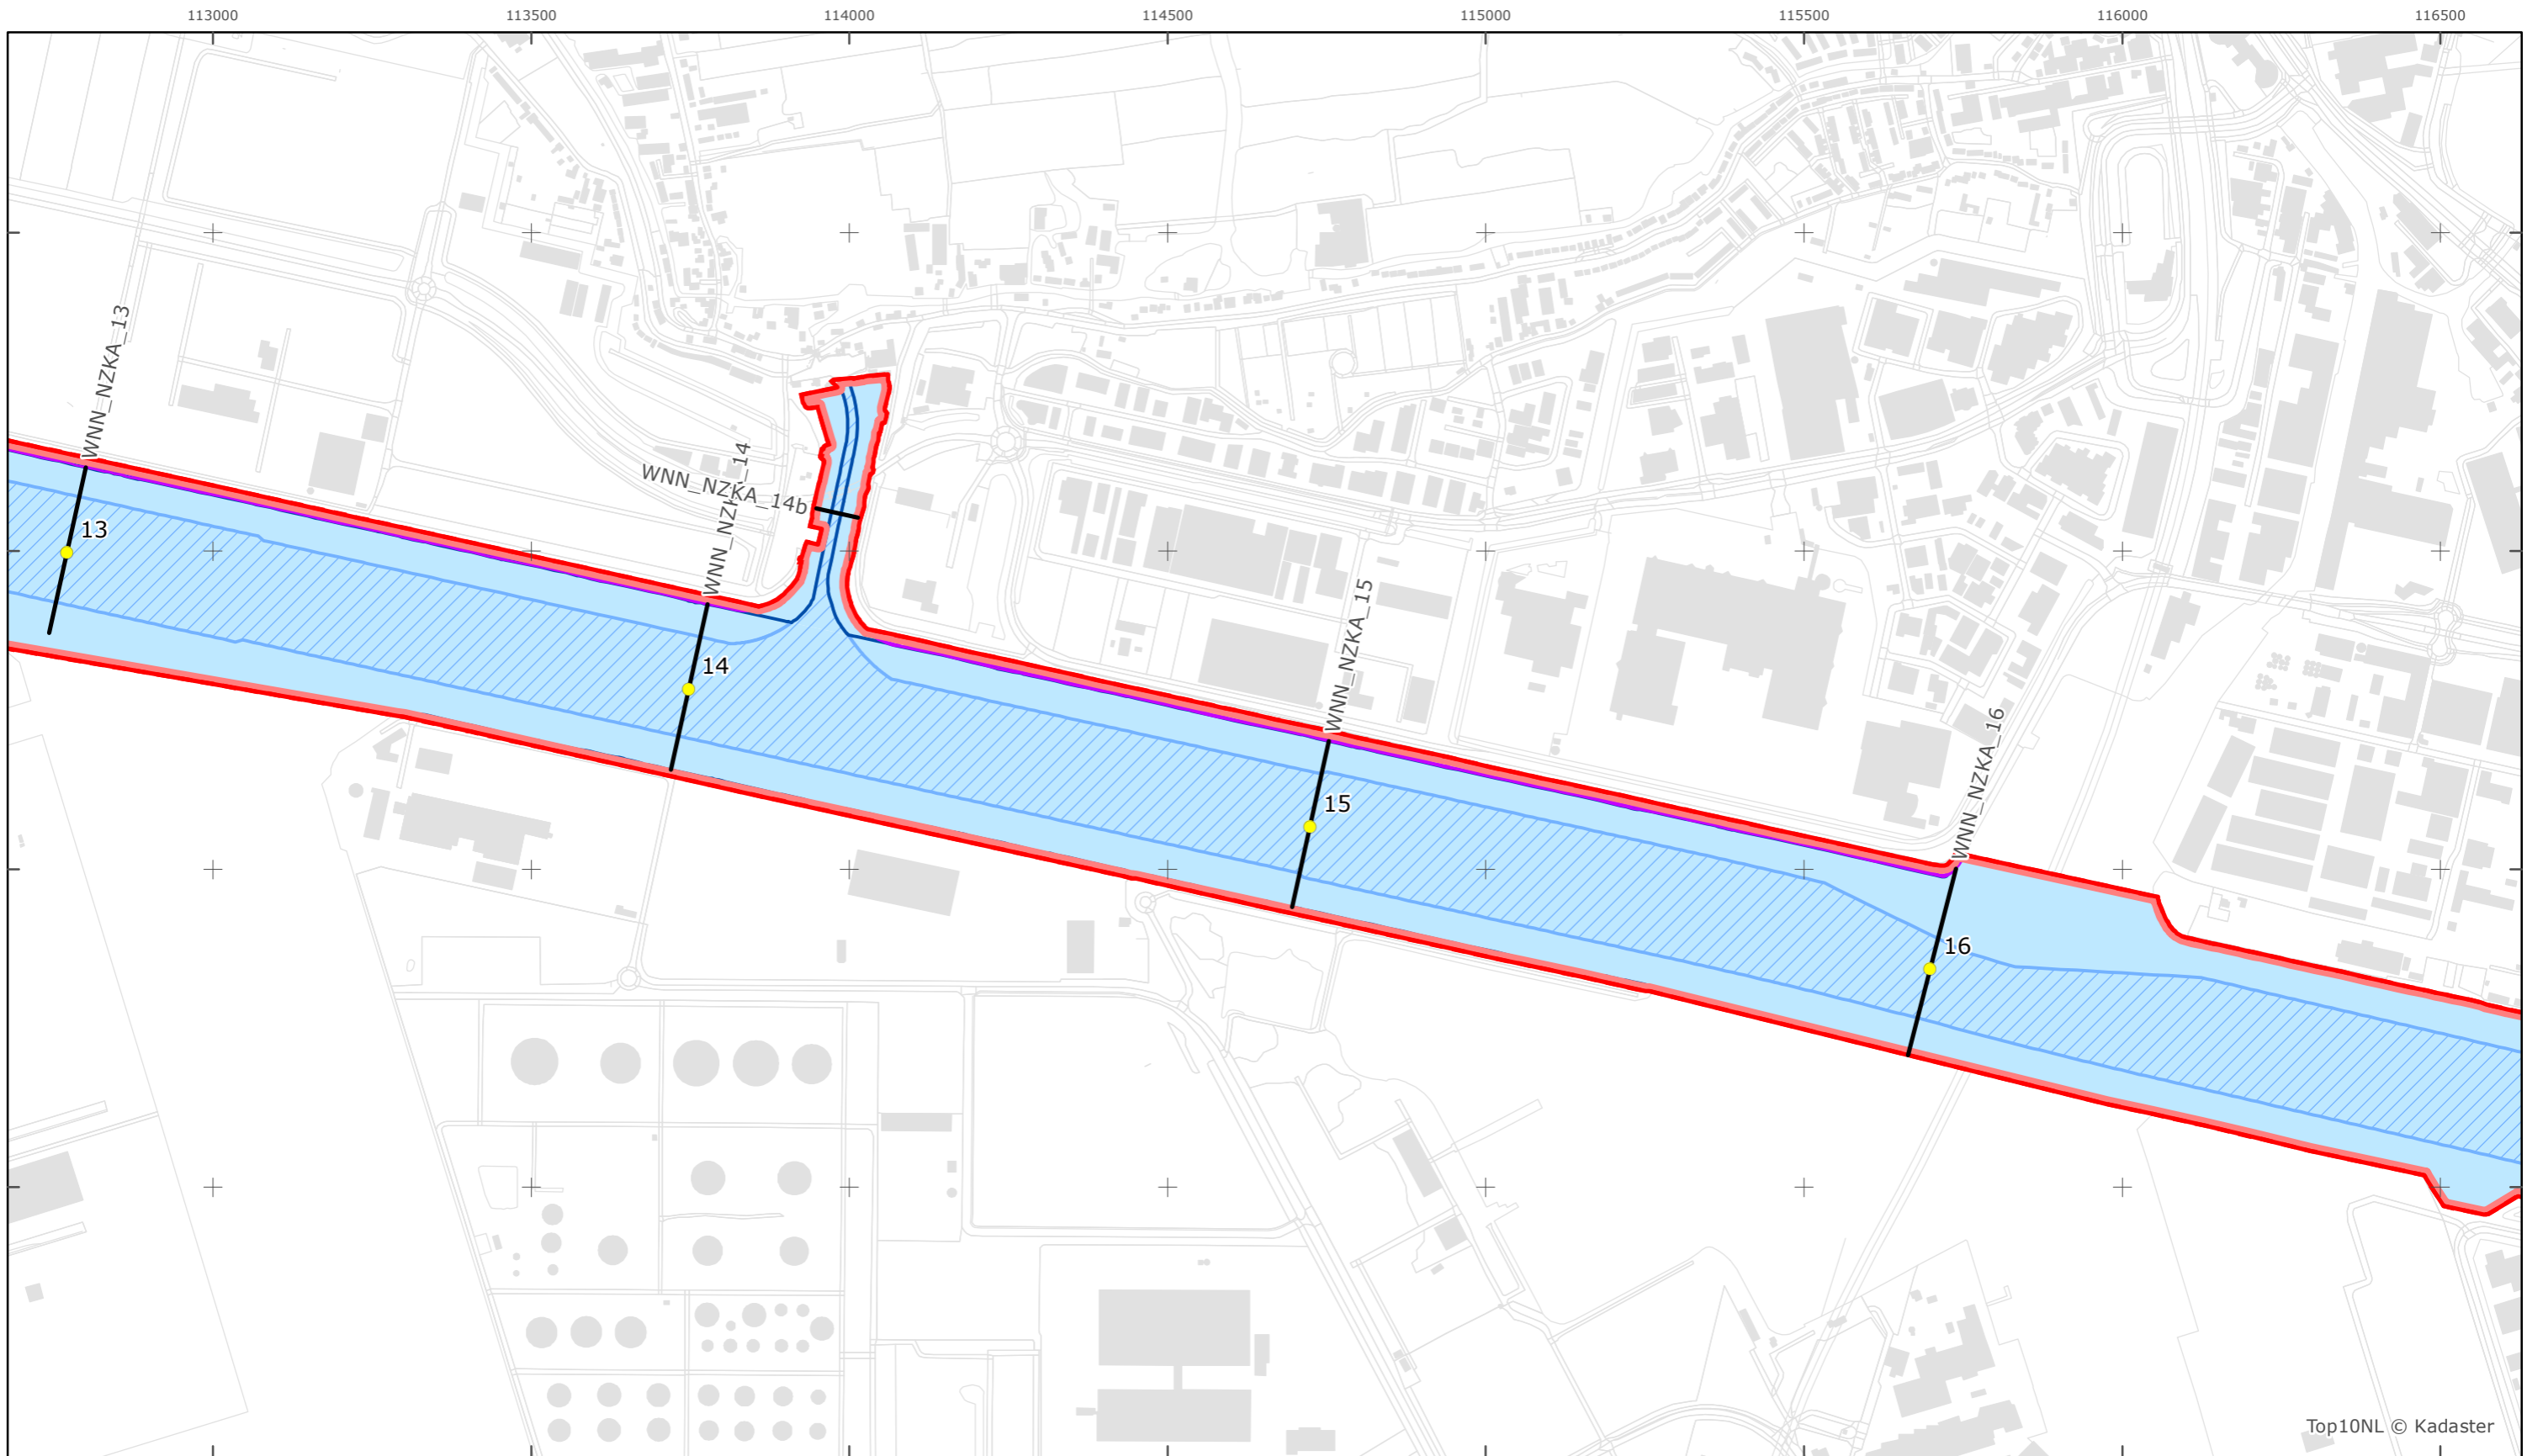 113000 113500 114000 114500 115000 115500 116000 116500
WNN_NZKA_13
WNN_NZKA_14
WNN_NZKA_14b
13
WNN_NZKA_15
14
WNN_NZKA_16
15
16
Top10NL © Kadaster